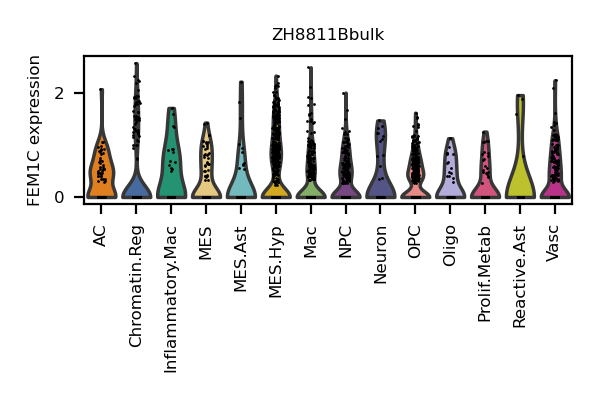 ZH8811Bbulk
FEM1C expression
2
0
AC
Chromatin.Reg
Inflammatory.Mac
MES
MES.Ast
MES.Hyp
Mac
NPC
Neuron
OPC
Oligo
Prolif.Metab
Reactive.Ast
Vasc